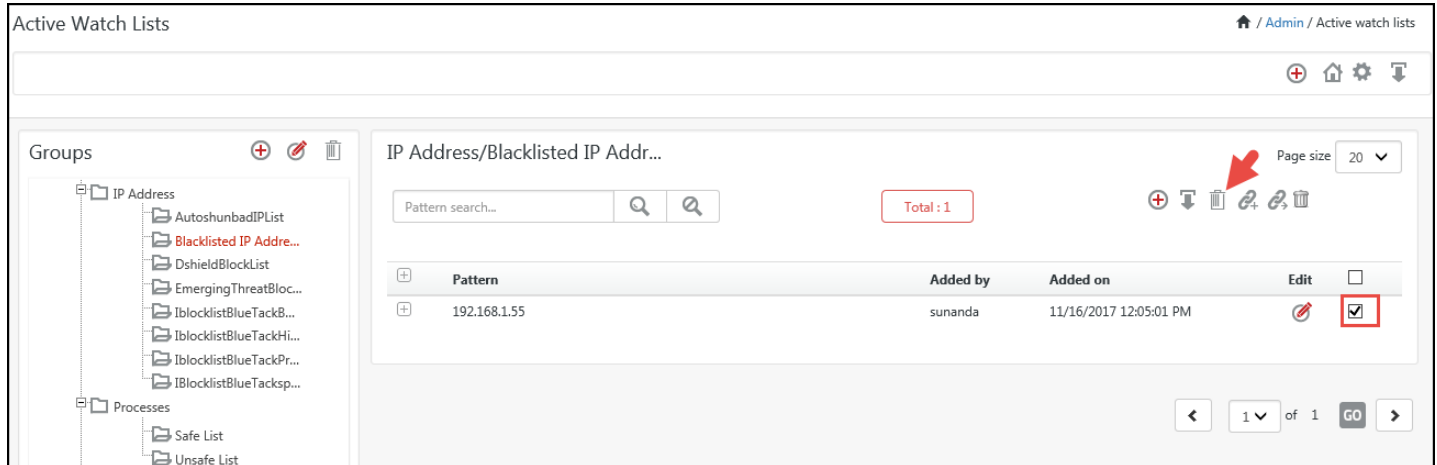 Active Watch Lists
/ Admin / Active watch lists
Groups
IP Address
AutoshunbadIPList
Blacklisted IP Addre...
DshieldBlockList
EmergingThreatBloc...
IblocklistBlueTackB...
IblocklistBlueTackHi...
IblocklistBlueTackPr...
IBlocklistBlueTacksp...
Processes
Safe List
Unsafe List
IP Address/Blacklisted IP Addr...
Page size 20
Pattern search...
Total : 1
Pattern Added by Added on Edit
192.168.1.55 sunanda 11/16/2017 12:05:01 PM
1 of 1 GO